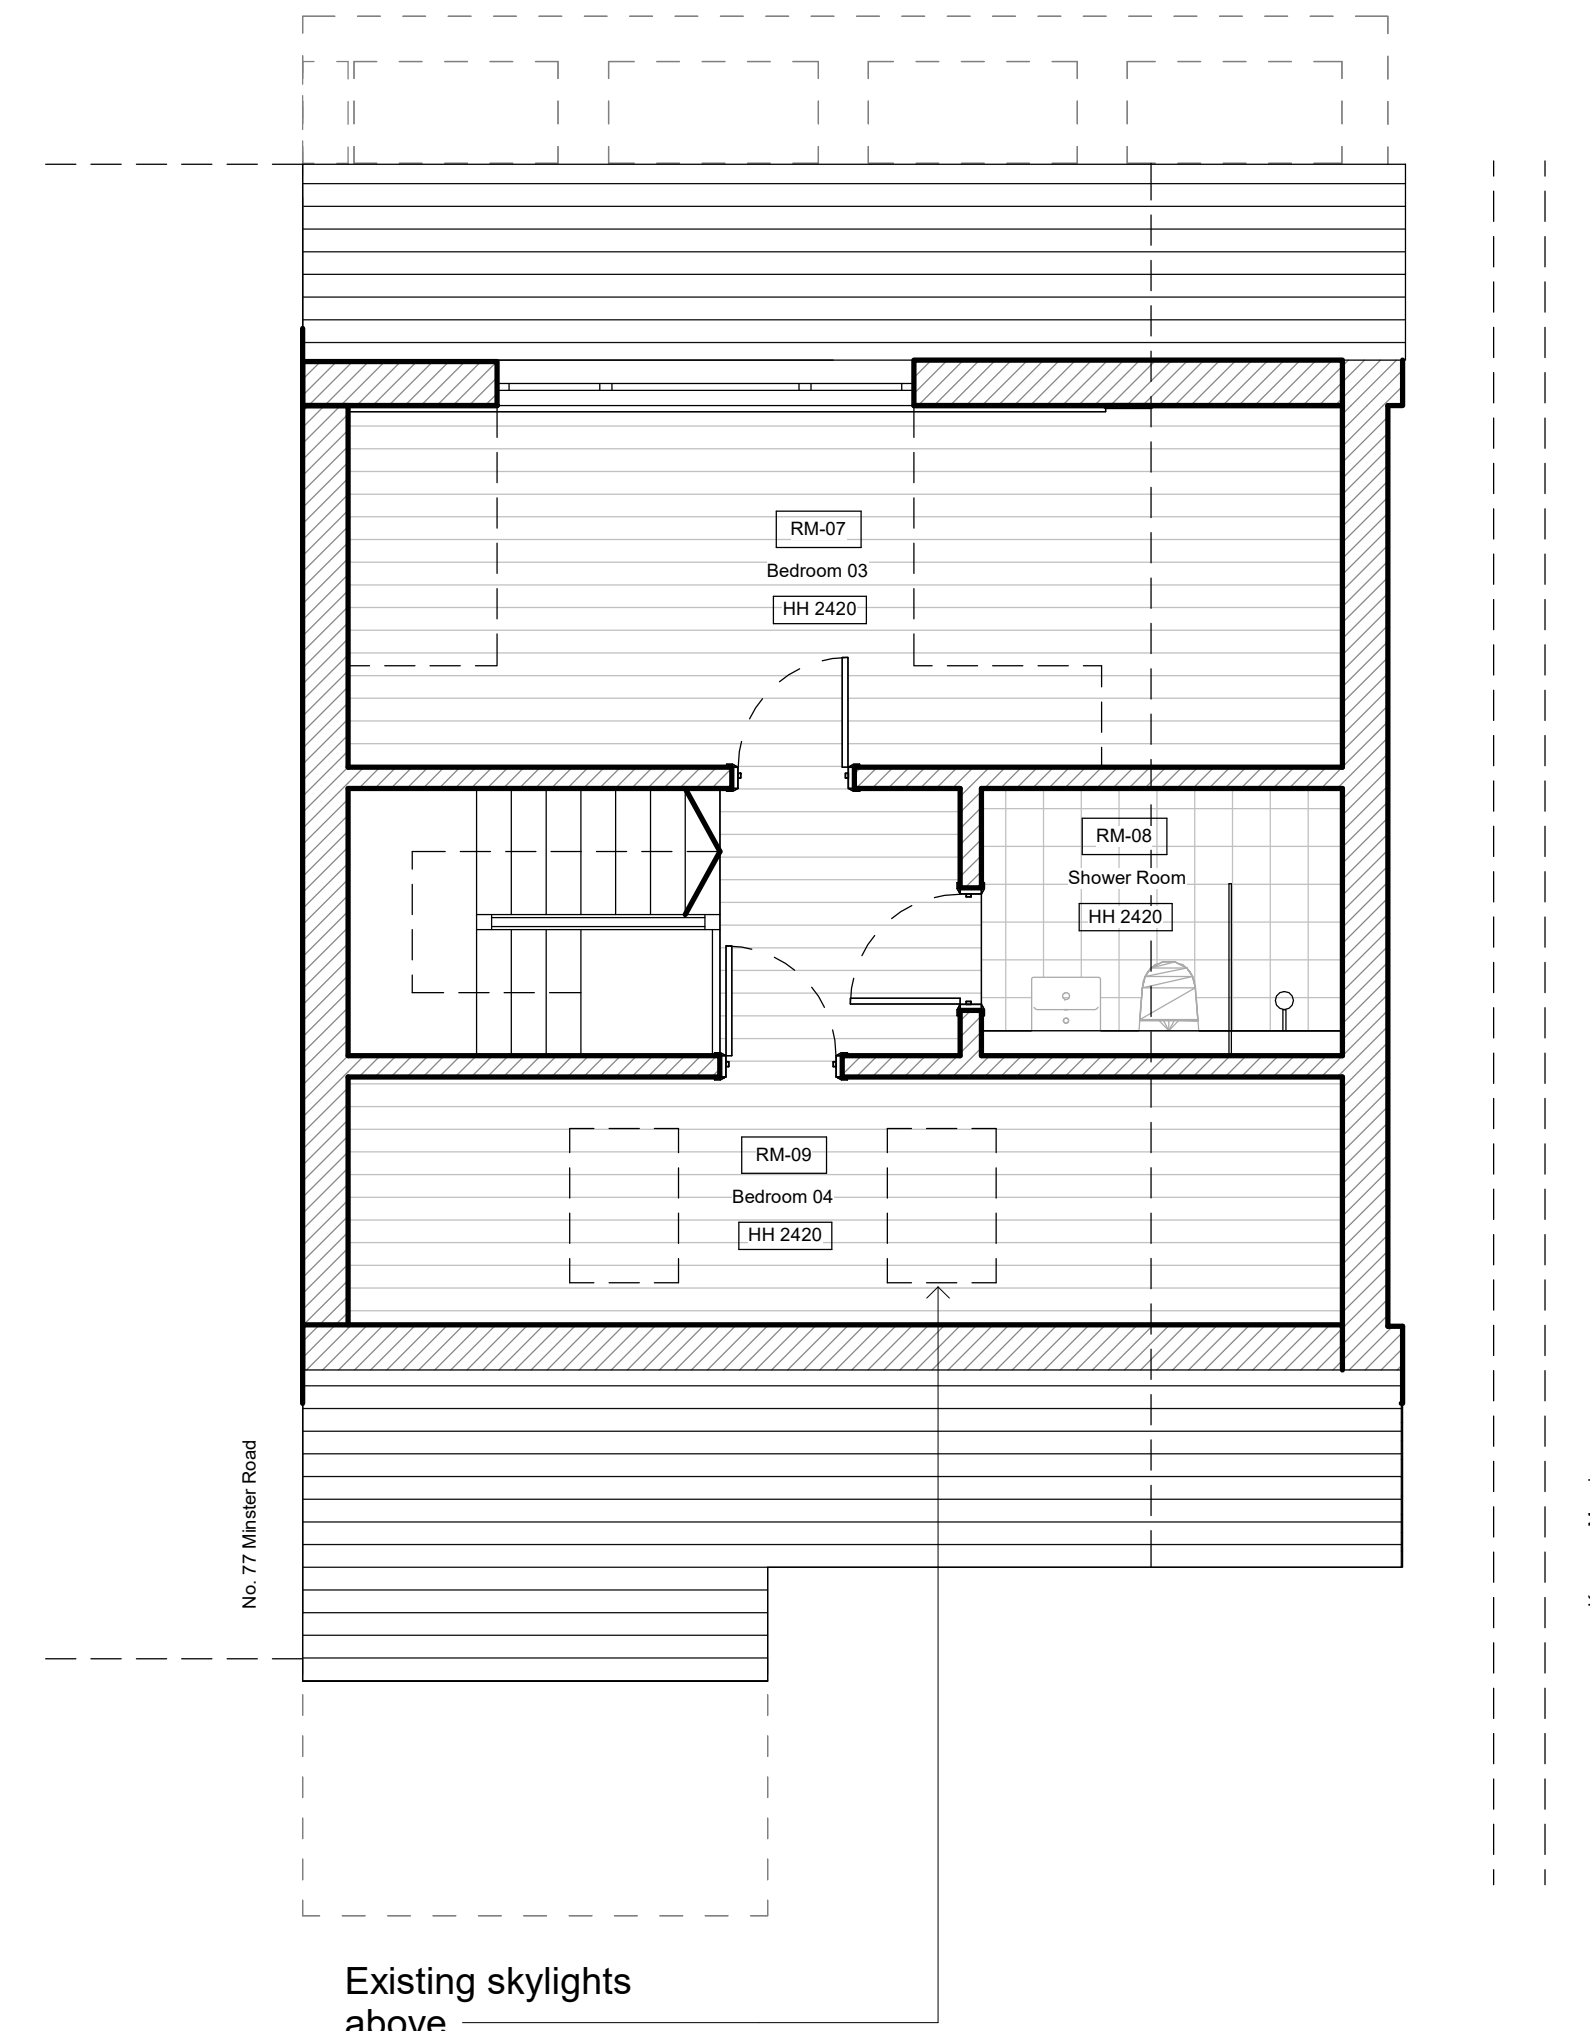 RM-07
Bedroom 03
HH 2420
RM-08
Shower Room
HH 2420
RM-09
Bedroom 04
HH 2420
No. 77 Minster Road
Existing skylights
above